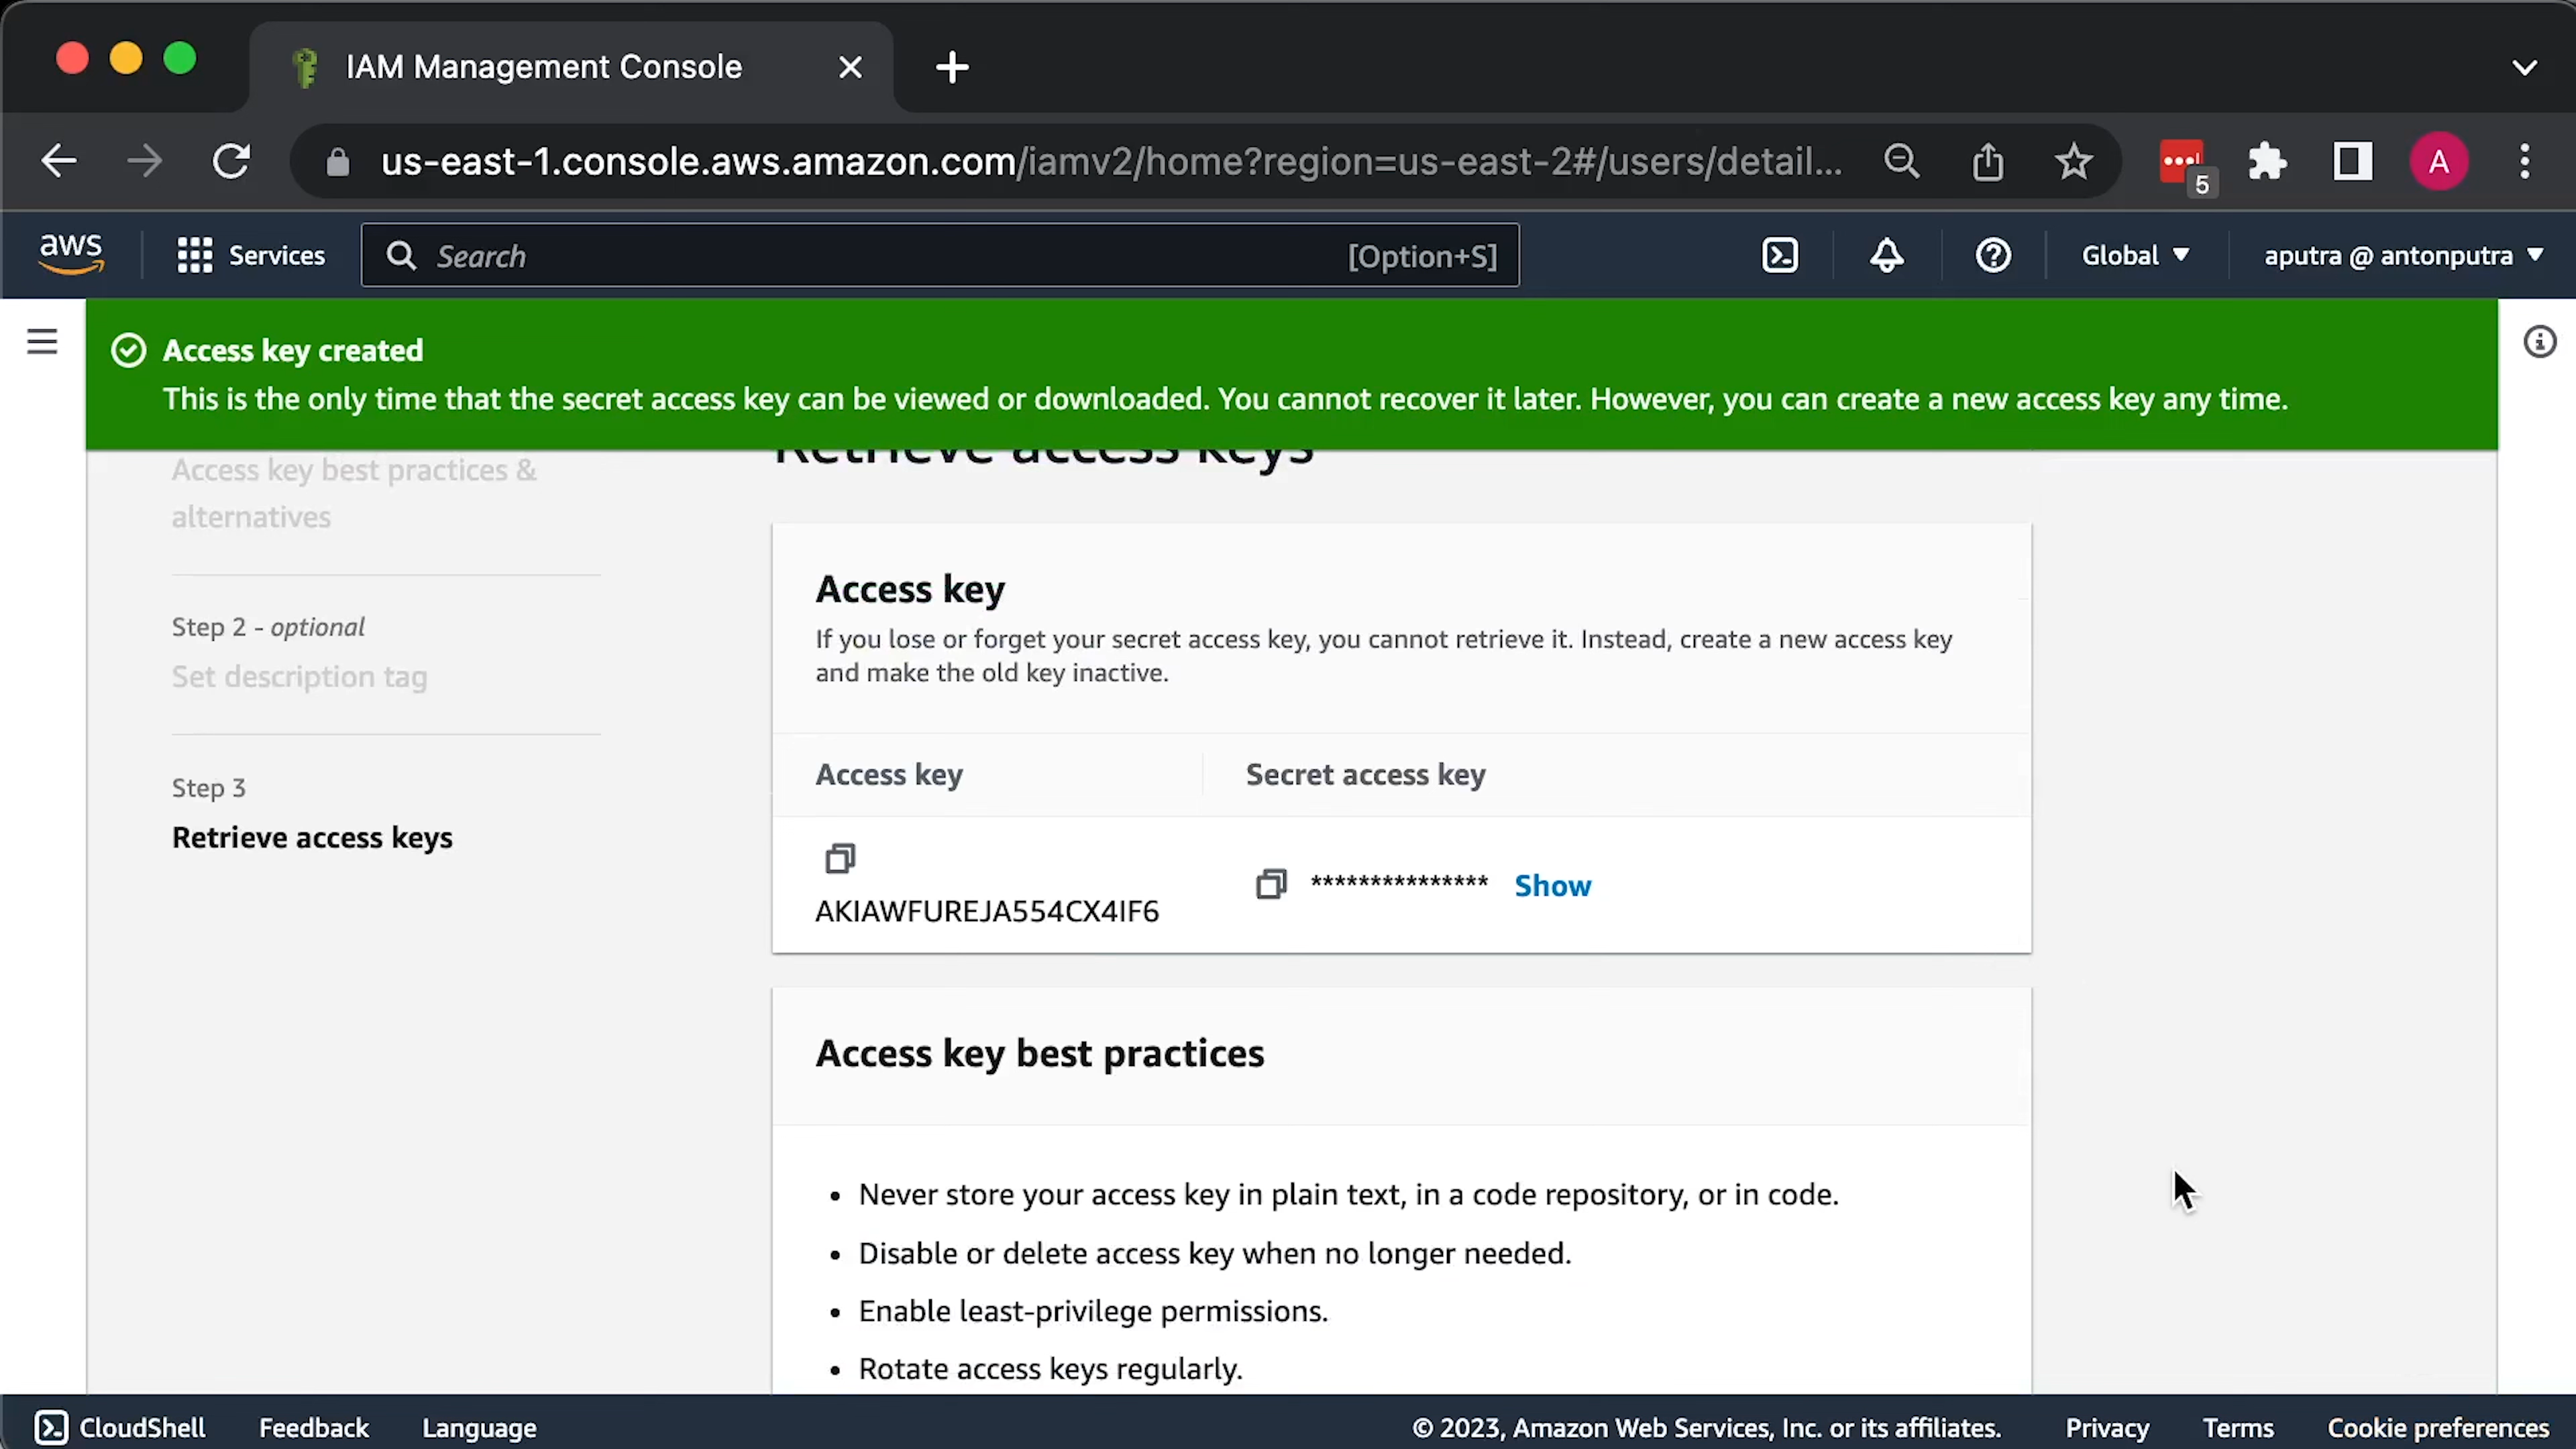 IAM Management Console
us-east-1.console.aws.amazon.com/iamv2/home?region=us-east-2#/users/detail...
5
A
aws
Services
Search
[Option+S]
Global
aputra @ antonputra
Access key created
This is the only time that the secret access key can be viewed or downloaded. You cannot recover it later. However, you can create a new access key any time.
Retrieve access keys
Access key best practices &
alternatives
Step 2 - optional
Set description tag
Step 3
Retrieve access keys
Access key
If you lose or forget your secret access key, you cannot retrieve it. Instead, create a new access key
and make the old key inactive.
Access key
Secret access key
AKIAWFUREJA554CX4IF6
*************** Show
Access key best practices
• Never store your access key in plain text, in a code repository, or in code.
• Disable or delete access key when no longer needed.
• Enable least-privilege permissions.
• Rotate access keys regularly.
CloudShell
Feedback
Language
© 2023, Amazon Web Services, Inc. or its affiliates.
Privacy
Terms
Cookie preferences